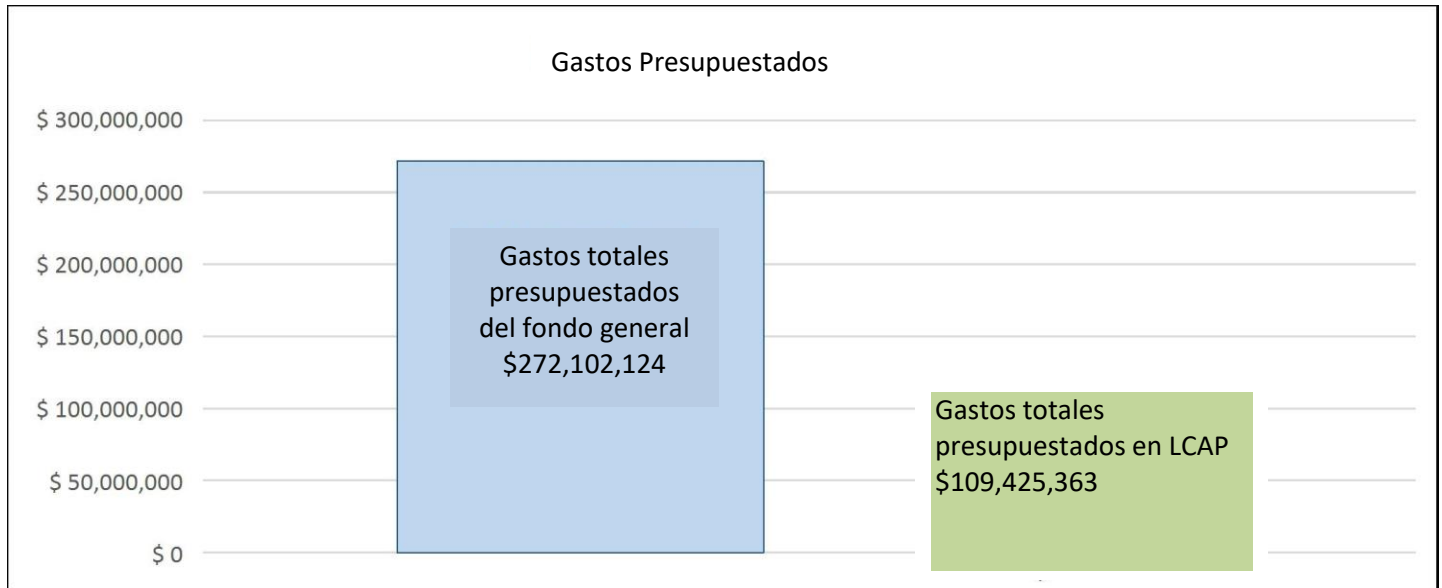 Gastos Presupuestados
$ 300,000,000
$ 250,000,000
$ 200,000,000
$ 150,000,000
$ 100,000,000
$ 50,000,000
$ 0
Gastos totales
presupuestados
del fondo general
$272,102,124
Gastos totales
presupuestados en LCAP
$109,425,363